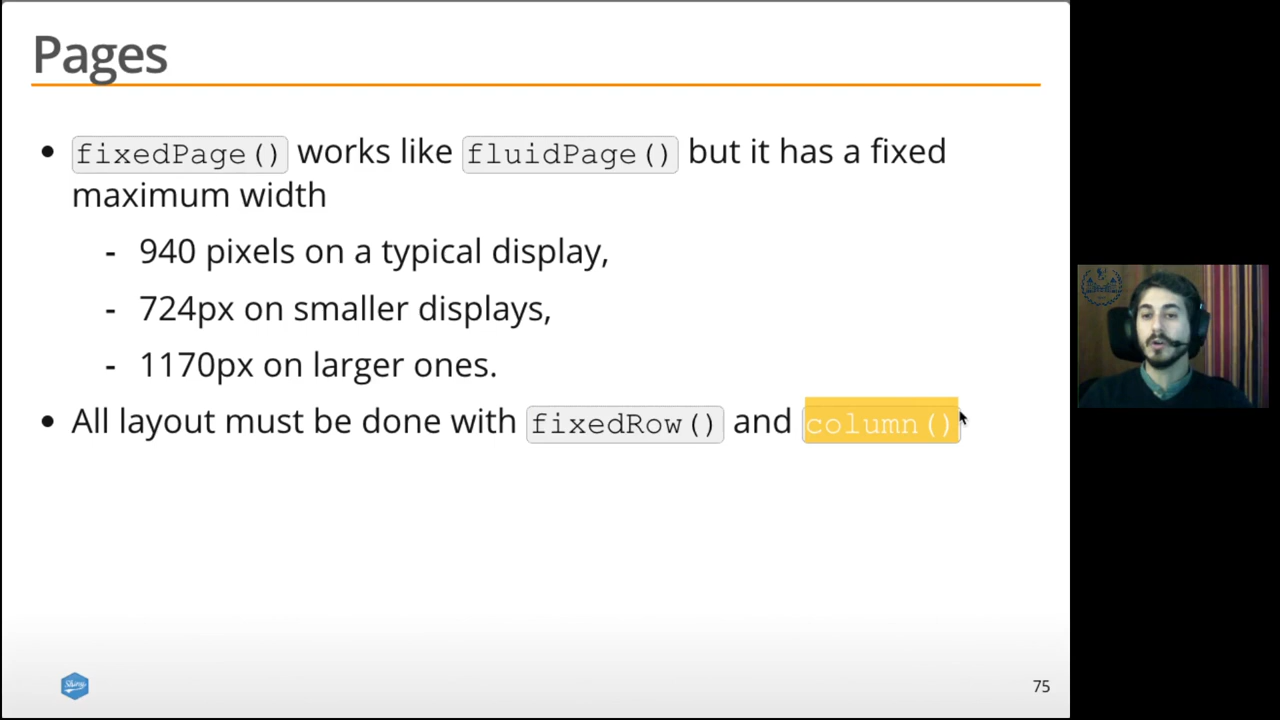 Pages
• fixedPage() works like fluidPage() but it has a fixed
maximum width
- 940 pixels on a typical display,
- 724px on smaller displays,
- 1170px on larger ones.
• All layout must be done with fixedRow() and column()
Shiny
75